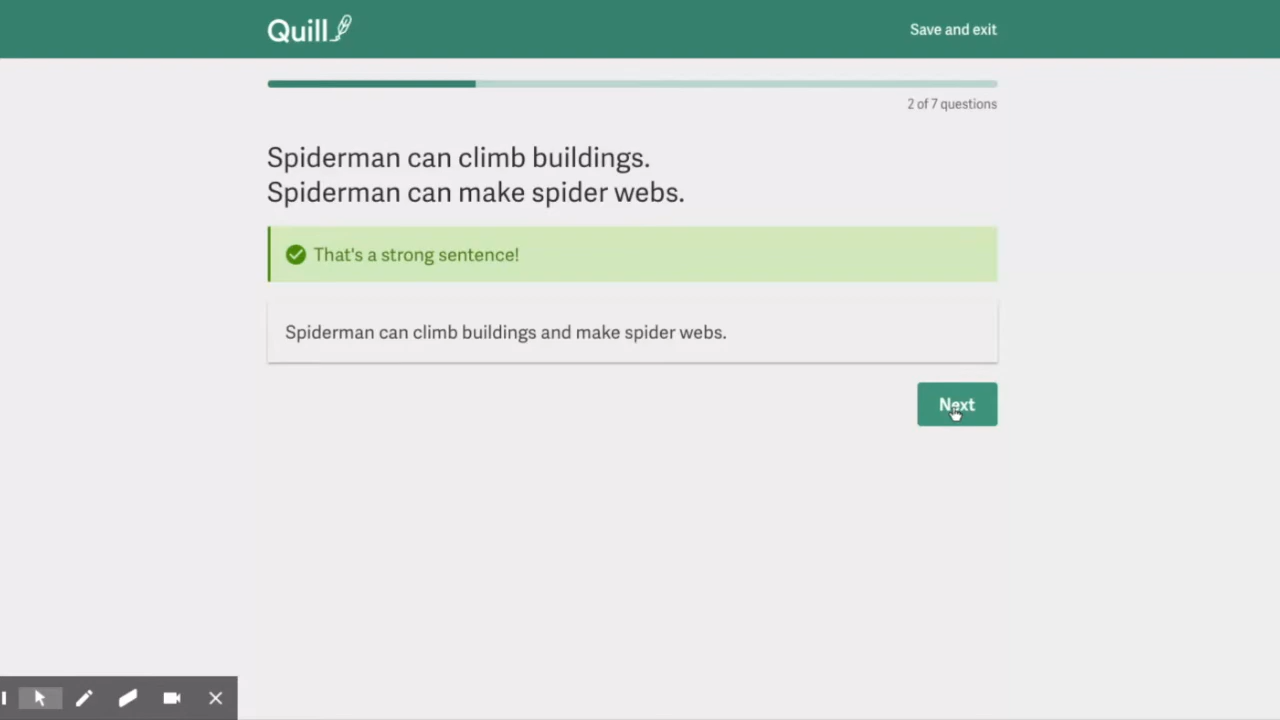 Quill
Save and exit
2 of 7 questions
Spiderman can climb buildings.
Spiderman can make spider webs.
That's a strong sentence!
Spiderman can climb buildings and make spider webs.
Next